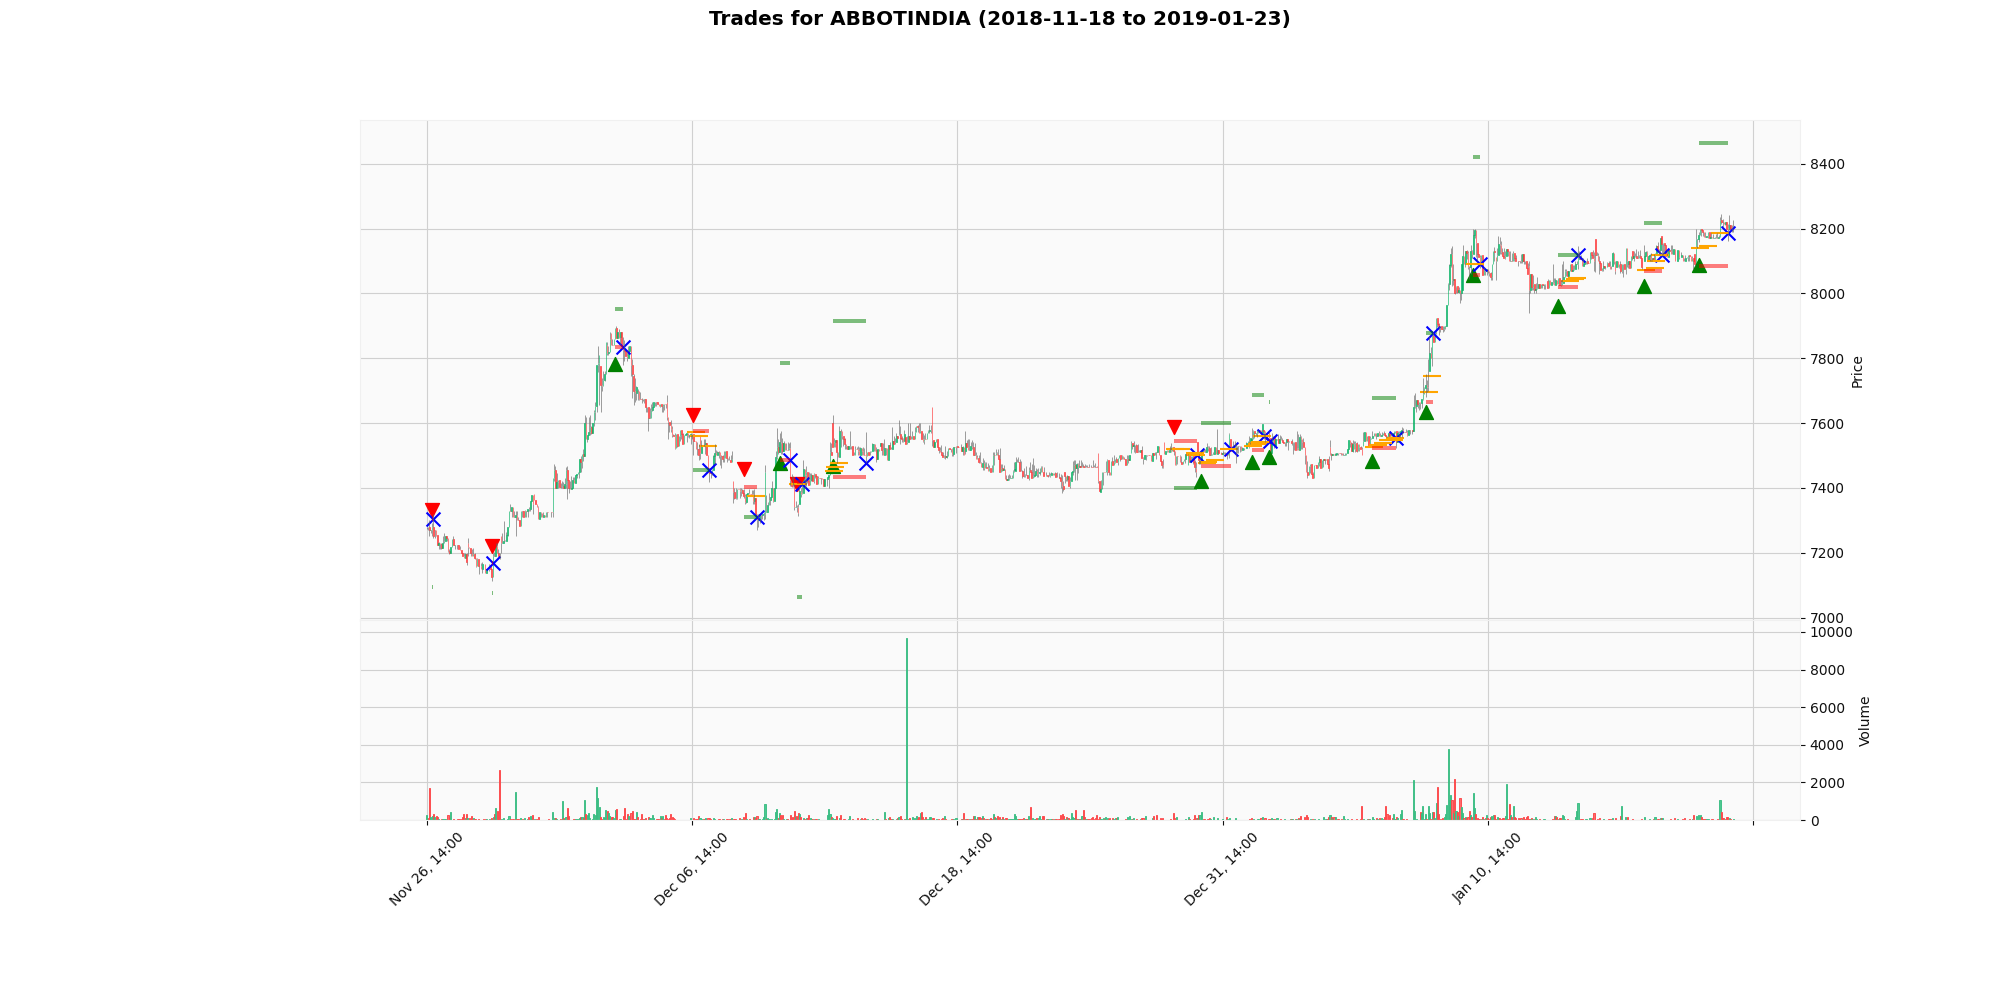 Trades for ABBOTINDIA (2018-11-18 to 2019-01-23)
8400
8200
8000
7800
7600
7400
7200
7000
Price
10000
8000
6000
4000
2000
0
Volume
Nov 26, 14:00
Dec 06, 14:00
Dec 18, 14:00
Dec 31, 14:00
Jan 10, 14:00